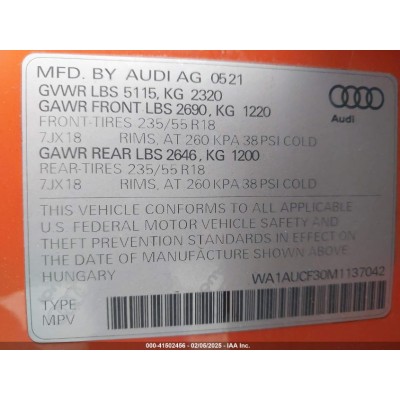 MFD. BY AUDI AG 0521
GVWR LBS 5115, KG 2320
GAWR FRONT LBS 2690, KG 1220
FRONT-TIRES 235/55 R18
7JX18 RIMS, AT 260 KPA 38 PSI COLD
GAWR REAR LBS 2646, KG 1200
REAR-TIRES 235/55 R18
7JX18 RIMS, AT 260 KPA 38 PSI COLD
Audi
THIS VEHICLE CONFORMS TO ALL APPLICABLE
U.S. FEDERAL MOTOR VEHICLE SAFETY AND
THEFT PREVENTION STANDARDS IN EFFECT ON
THE DATE OF MANUFACTURE SHOWN ABOVE.
HUNGARY
WA1AUCF30M1137042
TYPE:
MPV
000-41502456 | 02/06/2025 — IAA Inc.